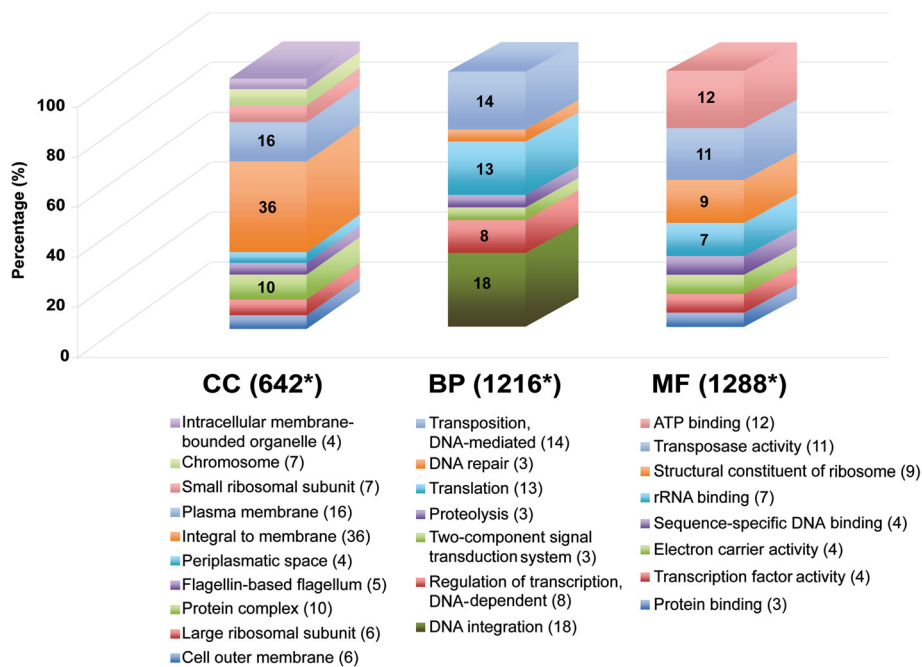 Percentage (%)
100
80
60
40
20
0
16
36
10
14
13
8
18
12
11
9
7
CC (642*)
Intracellular membrane-
bounded organelle (4)
Chromosome (7)
Small ribosomal subunit (7)
Plasma membrane (16)
Integral to membrane (36)
Periplasmatic space (4)
Flagellin-based flagellum (5)
Protein complex (10)
Large ribosomal subunit (6)
Cell outer membrane (6)
BP (1216*)
Transposition,
DNA-mediated (14)
DNA repair (3)
Translation (13)
Proteolysis (3)
Two-component signal
transduction system (3)
Regulation of transcription,
DNA-dependent (8)
DNA integration (18)
MF (1288*)
ATP binding (12)
Transposase activity (11)
Structural constituent of ribosome (9)
rRNA binding (7)
Sequence-specific DNA binding (4)
Electron carrier activity (4)
Transcription factor activity (4)
Protein binding (3)